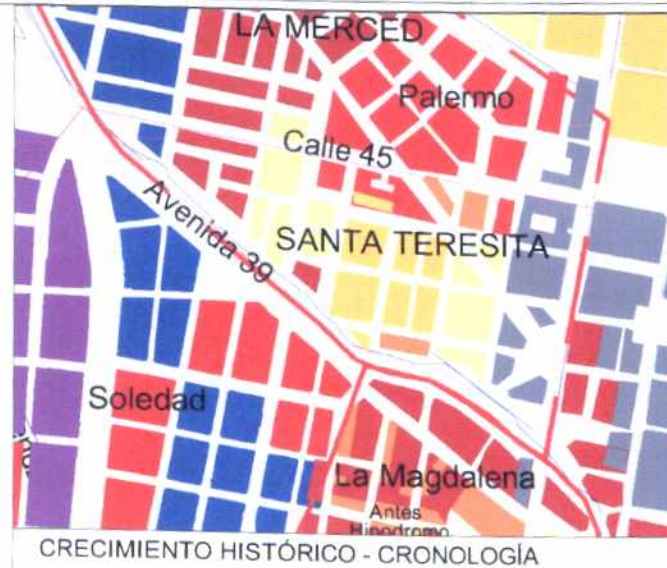 LA MERCED
Palermo
Calle 45
Avenida 39
SANTA TERESITA
Soledad
La Magdalena
Antes
Hipodromo
CRECIMIENTO HISTÓRICO - CRONOLOGÍA